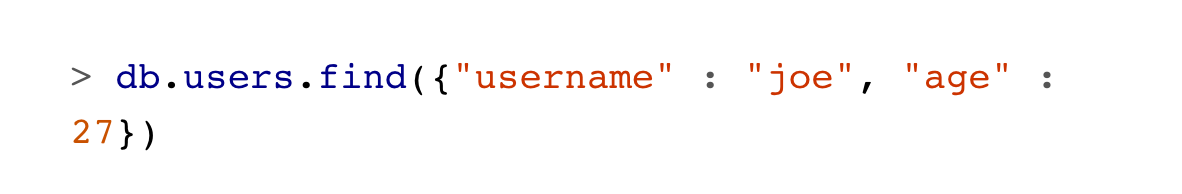 > db.users.find({"username" : "joe", "age" :
27})